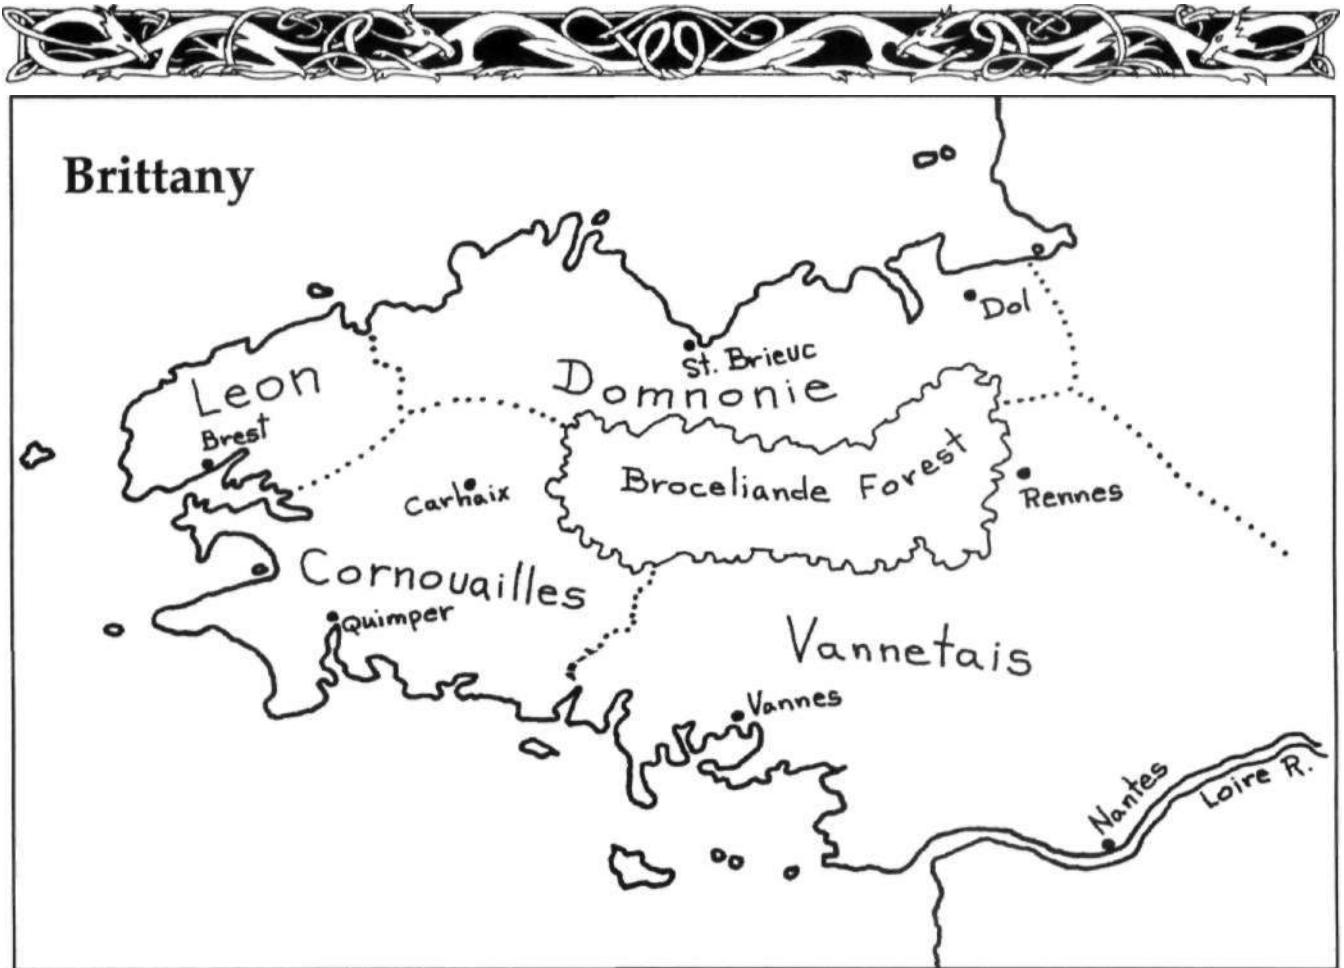 Brittany
Dol
St. Brieuc
Domnonie
Leon
Brest
Broceliande Forest
Carhaix
Rennes
Cornouailles
Quimper
Vannetais
Vannes
Nantes
Loire R.